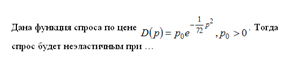 Дана функция спроса по цене D(p) = p₀e^(−(1/72)p²), p₀ > 0. Тогда
спрос будет неэластичным при …